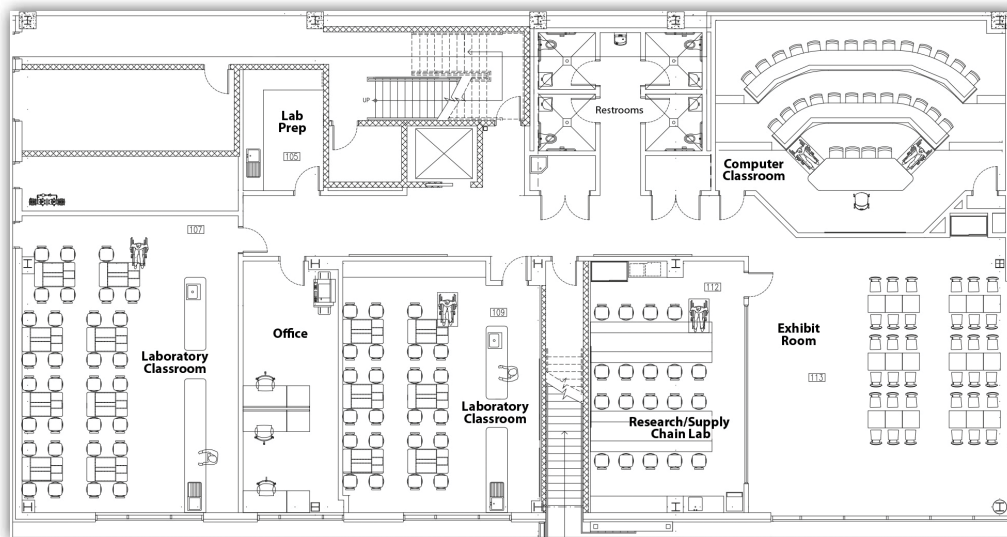 UP
Restrooms
Lab
Prep
105
Computer
Classroom
107
112
109
Exhibit
Room
Office
Laboratory
Classroom
113
Laboratory
Classroom
Research/Supply
Chain Lab